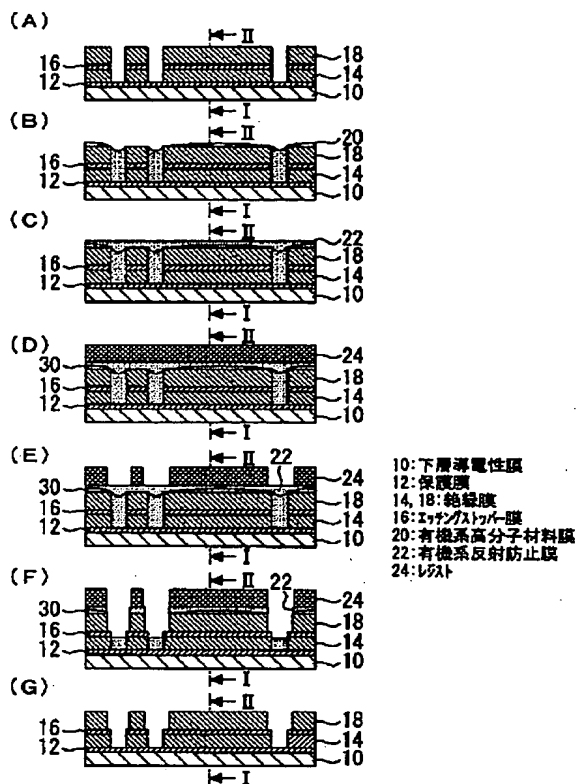 (A)
II
16
18
12
14
10
I
(B)
II
20
18
16
14
12
10
I
(C)
II
22
18
16
14
12
10
I
(D)
II
24
30
18
16
14
12
10
I
(E)
II
22
24
30
18
16
14
12
10
I
(F)
II
22
24
30
18
16
14
12
10
I
(G)
II
18
16
14
12
10
I
10:下層導電性膜
12:保護膜
14,18:絶縁膜
16:エッチングストッパー膜
20:有機系高分子材料膜
22:有機系反射防止膜
24:レジスト